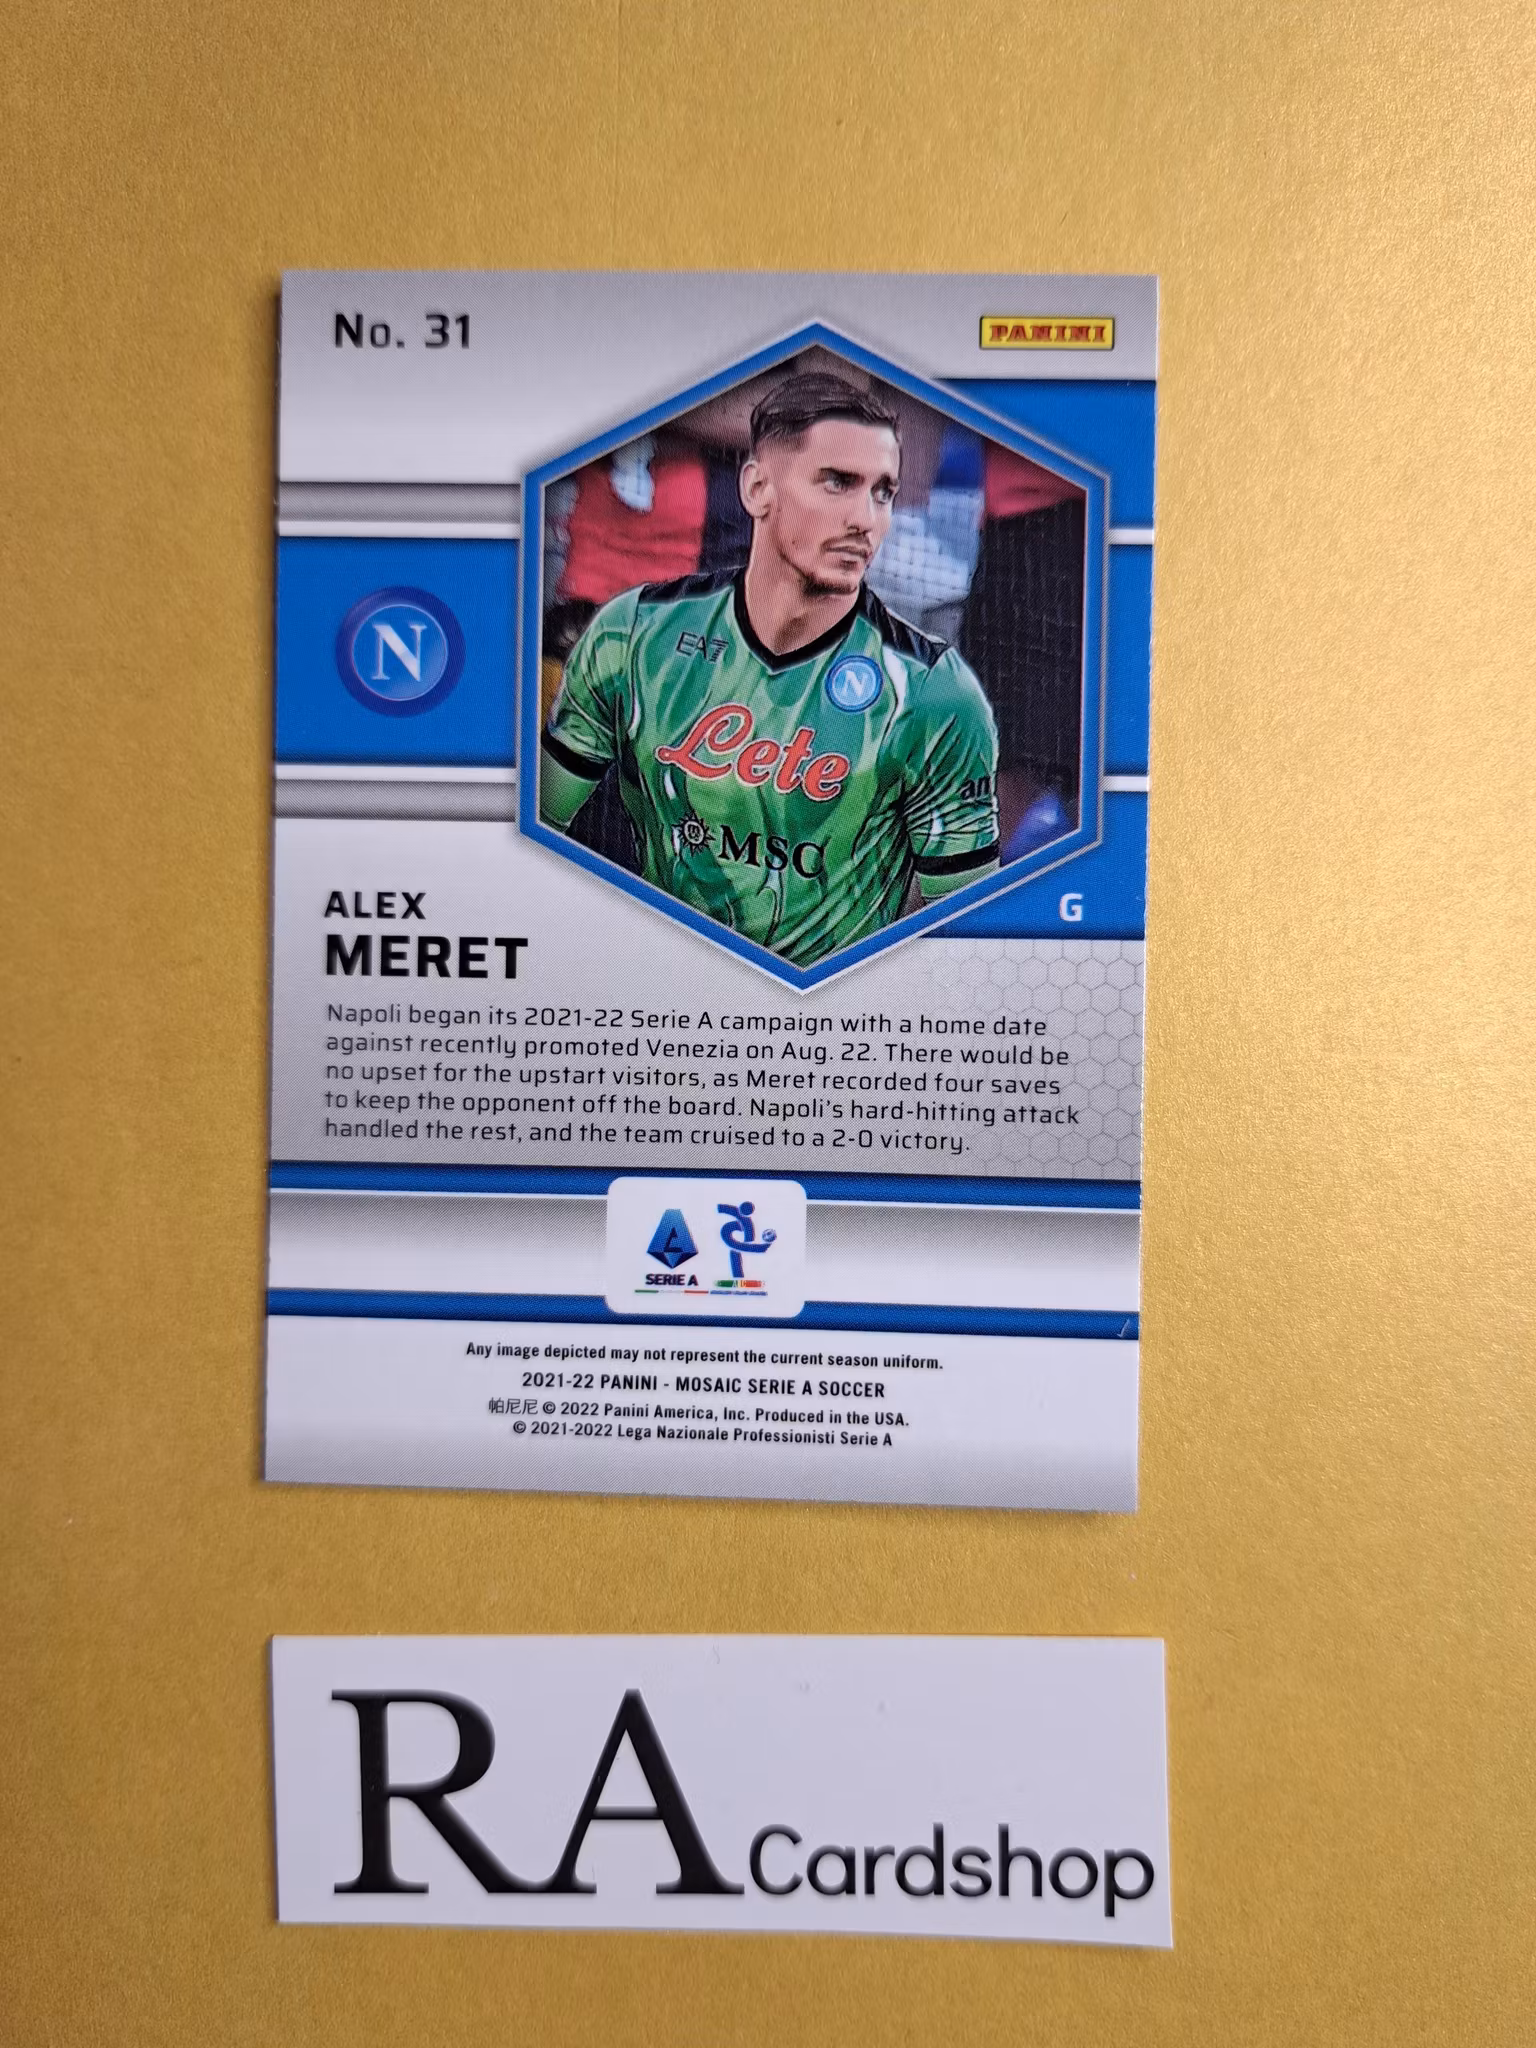 No. 31
PANINI
N
EA7
N
Lete
MSC
an
G
ALEX
MERET
Napoli began its 2021-22 Serie A campaign with a home date
against recently promoted Venezia on Aug. 22. There would be
no upset for the upstart visitors, as Meret recorded four saves
to keep the opponent off the board. Napoli's hard-hitting attack
handled the rest, and the team cruised to a 2-0 victory.
SERIE A
Any image depicted may not represent the current season uniform.
2021-22 PANINI - MOSAIC SERIE A SOCCER
帕尼尼 © 2022 Panini America, Inc. Produced in the USA.
© 2021-2022 Lega Nazionale Professionisti Serie A
RA Cardshop